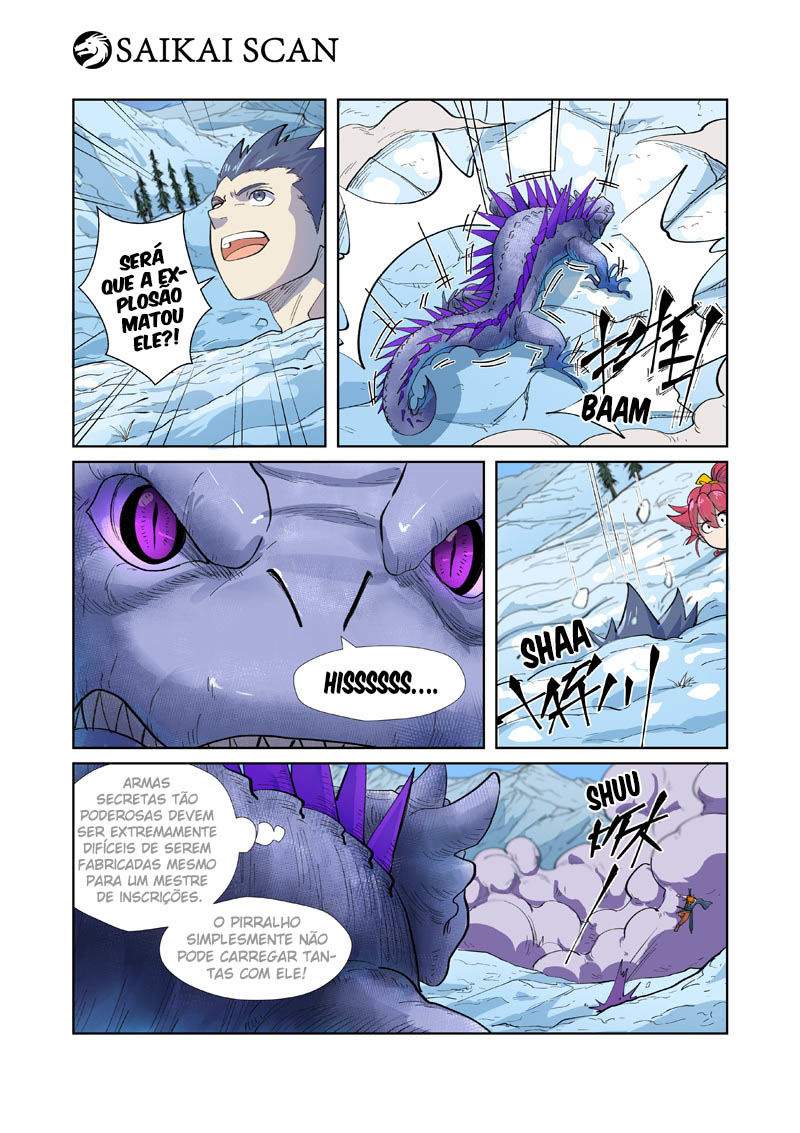 SAIKAI SCAN
SERÁ
QUE A EX-
PLOSÃO
MATOU
ELE?!
BAAM
HISSSSSS....
SHAA
SHUU
ARMAS
SECRETAS TÃO
PODEROSAS DEVEM
SER EXTREMAMENTE
DIFÍCEIS DE SEREM
FABRICADAS MESMO
PARA UM MESTRE
DE INSCRIÇÕES.
O PIRRALHO
SIMPLESMENTE NÃO
PODE CARREGAR TAN-
TAS COM ELE!